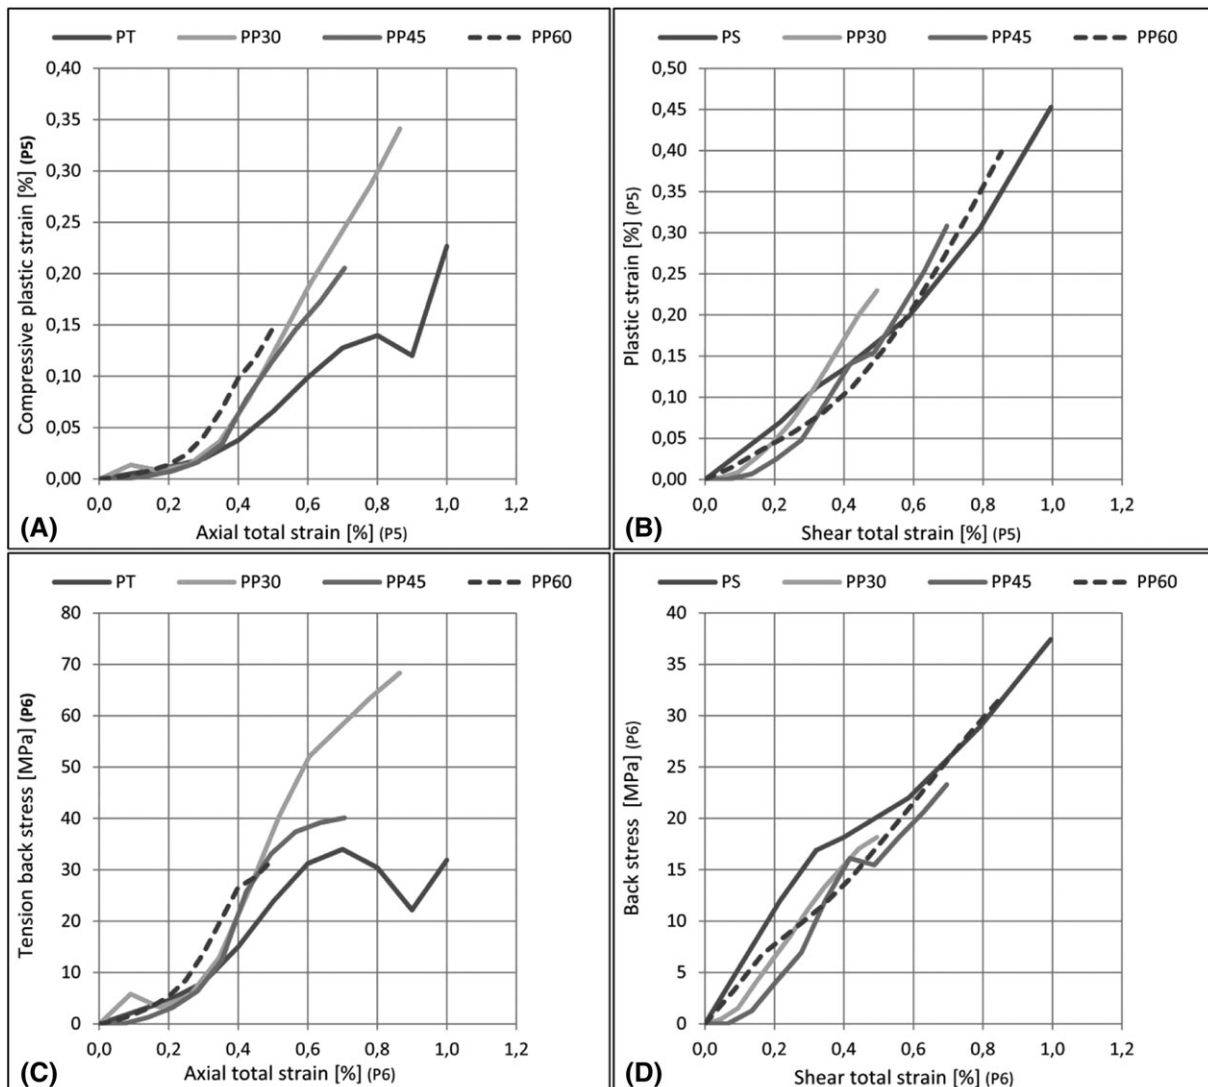 PT PP30 PP45 PP60
0,40
0,35
0,30
0,25
0,20
0,15
0,10
0,05
0,00
Compressive plastic strain [%] (P5)
0,0 0,2 0,4 0,6 0,8 1,0 1,2
(A) Axial total strain [%] (P5)
PS PP30 PP45 PP60
0,50
0,45
0,40
0,35
0,30
0,25
0,20
0,15
0,10
0,05
0,00
Plastic strain [%] (P5)
0,0 0,2 0,4 0,6 0,8 1,0 1,2
(B) Shear total strain [%] (P5)
PT PP30 PP45 PP60
80
70
60
50
40
30
20
10
0
Tension back stress [MPa] (P6)
0,0 0,2 0,4 0,6 0,8 1,0 1,2
(C) Axial total strain [%] (P6)
PS PP30 PP45 PP60
40
35
30
25
20
15
10
5
0
Back stress [MPa] (P6)
0,0 0,2 0,4 0,6 0,8 1,0 1,2
(D) Shear total strain [%] (P6)